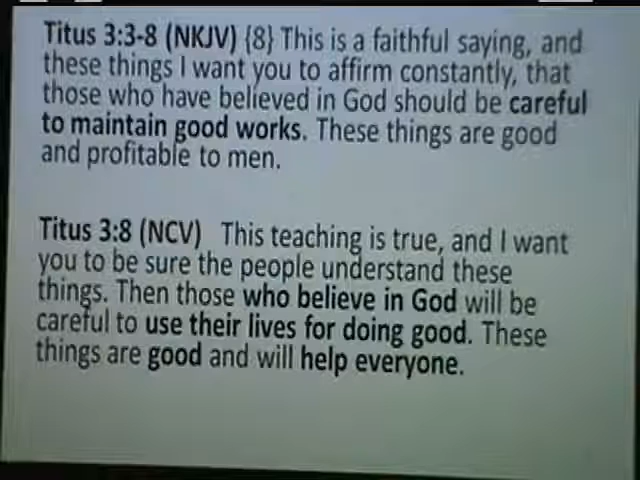 Titus 3:3-8 (NKJV) {8} This is a faithful saying, and
these things I want you to affirm constantly, that
those who have believed in God should be careful
to maintain good works. These things are good
and profitable to men.
Titus 3:8 (NCV) This teaching is true, and I want
you to be sure the people understand these
things. Then those who believe in God will be
careful to use their lives for doing good. These
things are good and will help everyone.